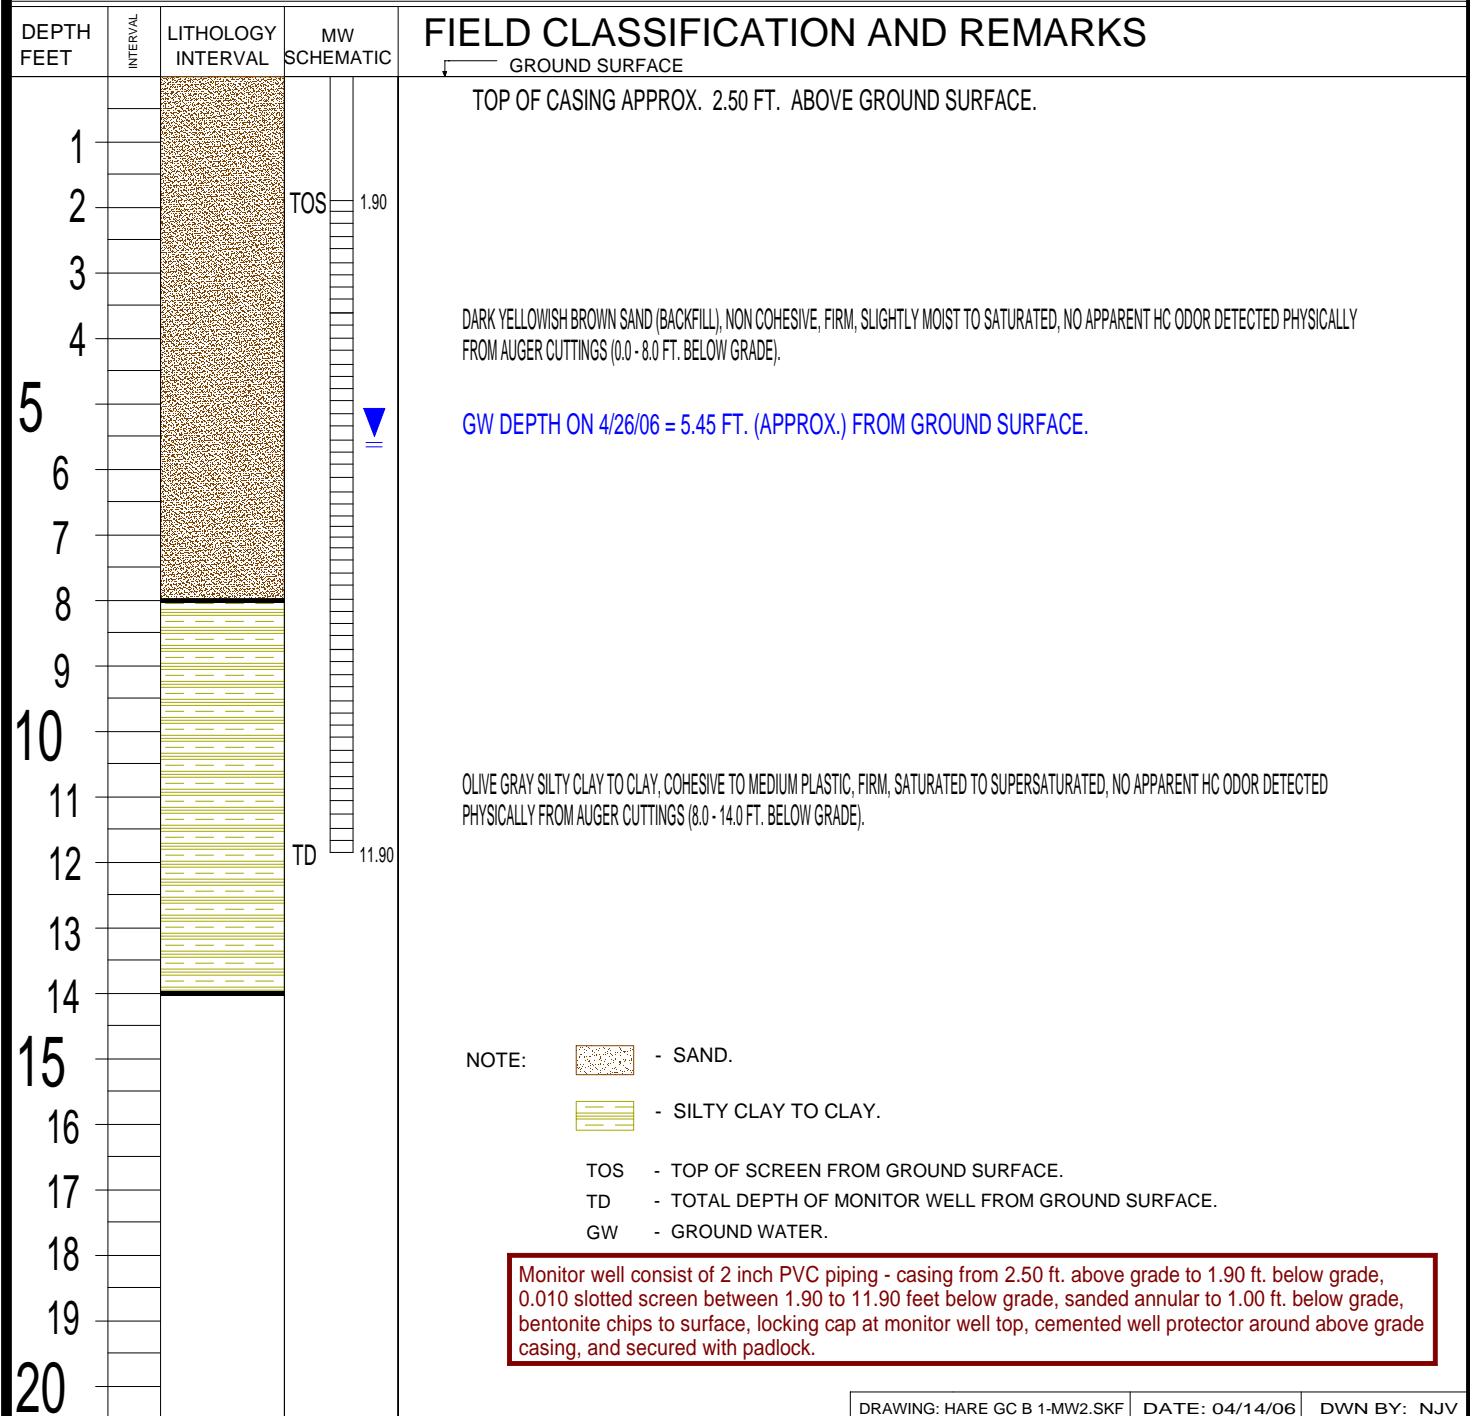 DEPTH
FEET
INTERVAL
LITHOLOGY
INTERVAL
MW
SCHEMATIC
FIELD CLASSIFICATION AND REMARKS
GROUND SURFACE
TOP OF CASING APPROX. 2.50 FT. ABOVE GROUND SURFACE.
1
TOS 1.90
2
3
DARK YELLOWISH BROWN SAND (BACKFILL), NON COHESIVE, FIRM, SLIGHTLY MOIST TO SATURATED, NO APPARENT HC ODOR DETECTED PHYSICALLY
4
FROM AUGER CUTTINGS (0.0 - 8.0 FT. BELOW GRADE).
5
GW DEPTH ON 4/26/06 = 5.45 FT. (APPROX.) FROM GROUND SURFACE.
6
7
8
9
10
OLIVE GRAY SILTY CLAY TO CLAY, COHESIVE TO MEDIUM PLASTIC, FIRM, SATURATED TO SUPERSATURATED, NO APPARENT HC ODOR DETECTED
11
PHYSICALLY FROM AUGER CUTTINGS (8.0 - 14.0 FT. BELOW GRADE).
TD 11.90
12
13
14
15
NOTE: - SAND.
16
- SILTY CLAY TO CLAY.
TOS - TOP OF SCREEN FROM GROUND SURFACE.
17
TD - TOTAL DEPTH OF MONITOR WELL FROM GROUND SURFACE.
GW - GROUND WATER.
18
19
20
Monitor well consist of 2 inch PVC piping - casing from 2.50 ft. above grade to 1.90 ft. below grade,
0.010 slotted screen between 1.90 to 11.90 feet below grade, sanded annular to 1.00 ft. below grade,
bentonite chips to surface, locking cap at monitor well top, cemented well protector around above grade
casing, and secured with padlock.
DRAWING: HARE GC B 1-MW2.SKF DATE: 04/14/06 DWN BY: NJV